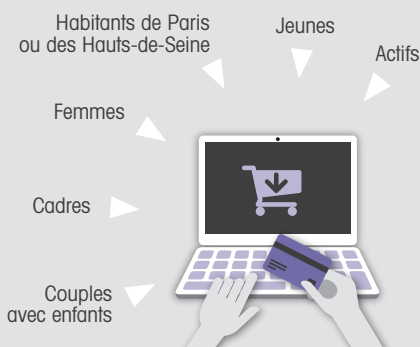 Habitants de Paris
ou des Hauts-de-Seine
Jeunes
Actifs
Femmes
Cadres
Couples
avec enfants